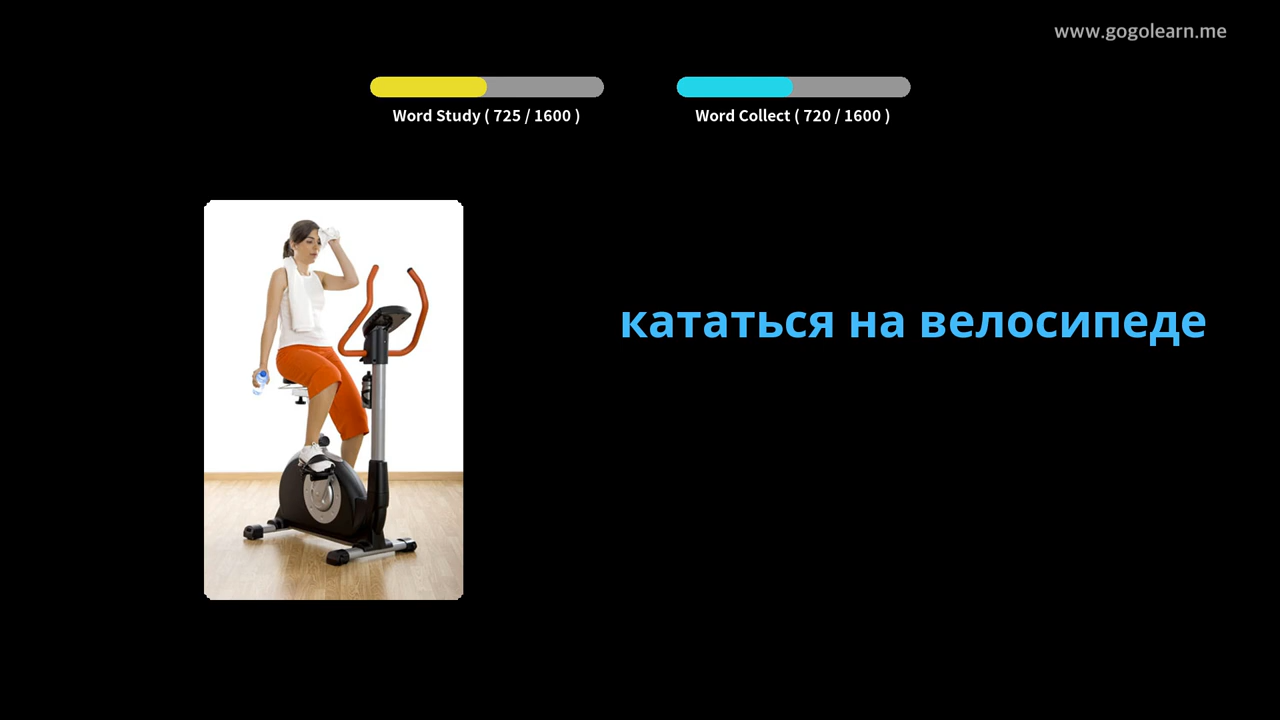 www.gogolearn.me
Word Study ( 725 / 1600 )
Word Collect ( 720 / 1600 )
кататься на велосипеде